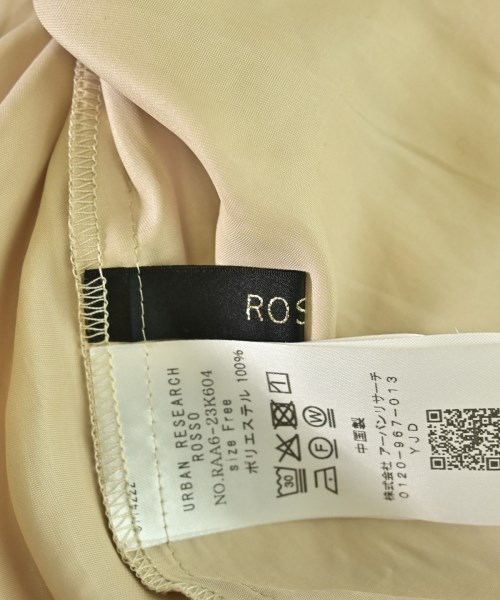 ROS
URBAN RESEARCH
ROSSO
NO.RAA6-23K604
size Free
ポリエステル 100%
30
F
W
中国製
株式会社 アーバンリサーチ
0120-967-013
YJD